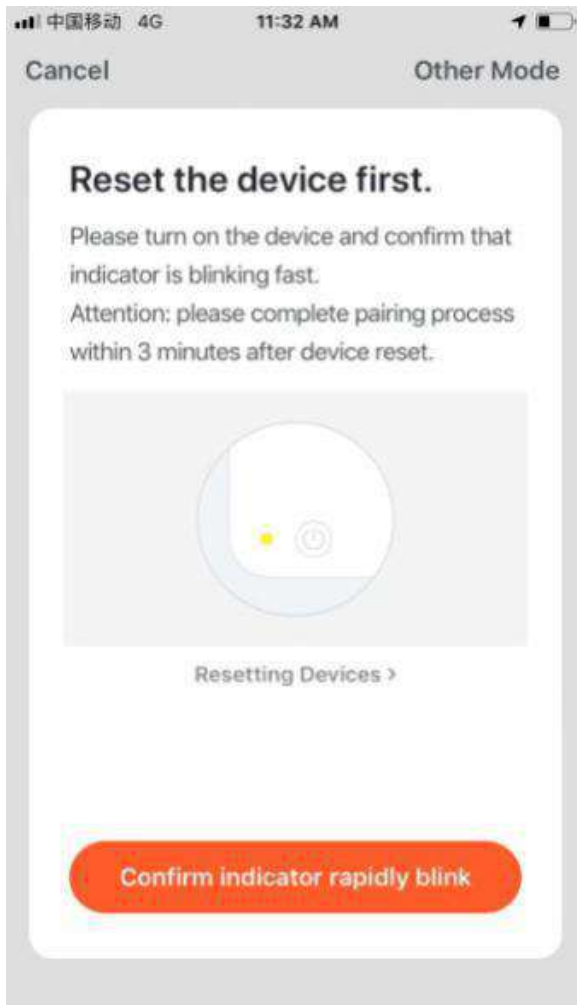 中国移动 4G 11:32 AM
Cancel Other Mode
Reset the device first.
Please turn on the device and confirm that
indicator is blinking fast.
Attention: please complete pairing process
within 3 minutes after device reset.
Resetting Devices >
Confirm indicator rapidly blink